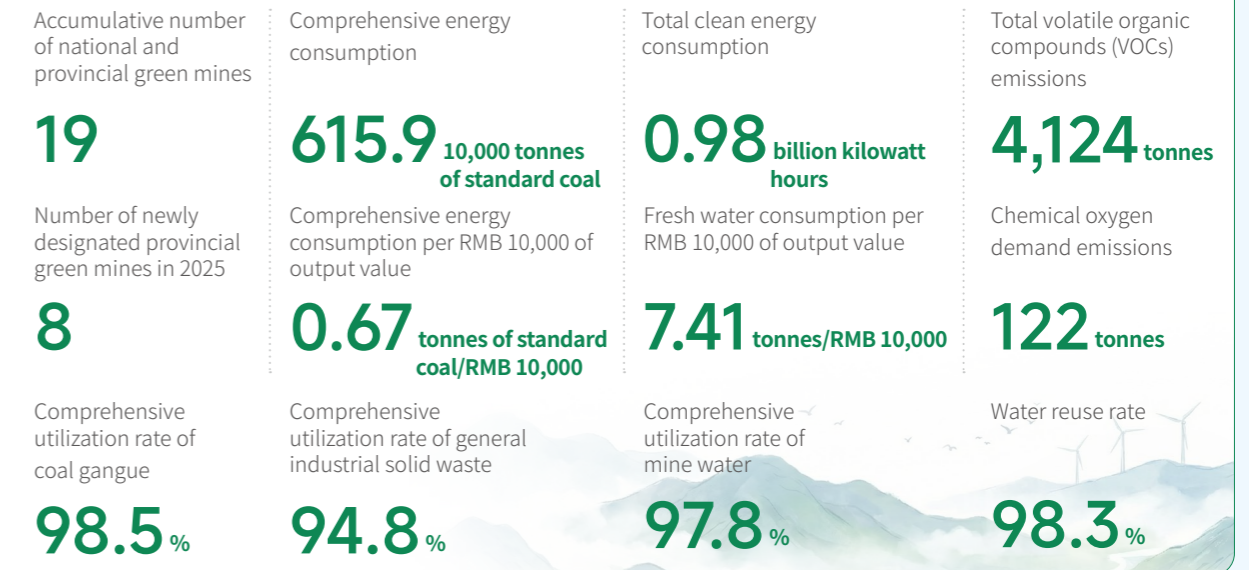 Accumulative number
of national and
provincial green mines
19
Comprehensive energy
consumption
615.9 10,000 tonnes
of standard coal
Total clean energy
consumption
0.98 billion kilowatt
hours
Total volatile organic
compounds (VOCs)
emissions
4,124 tonnes
Number of newly
designated provincial
green mines in 2025
8
Comprehensive energy
consumption per RMB 10,000 of
output value
0.67 tonnes of standard
coal/RMB 10,000
Fresh water consumption per
RMB 10,000 of output value
7.41 tonnes/RMB 10,000
Chemical oxygen
demand emissions
122 tonnes
Comprehensive
utilization rate of
coal gangue
98.5 %
Comprehensive
utilization rate of general
industrial solid waste
94.8 %
Comprehensive
utilization rate of
mine water
97.8 %
Water reuse rate
98.3 %